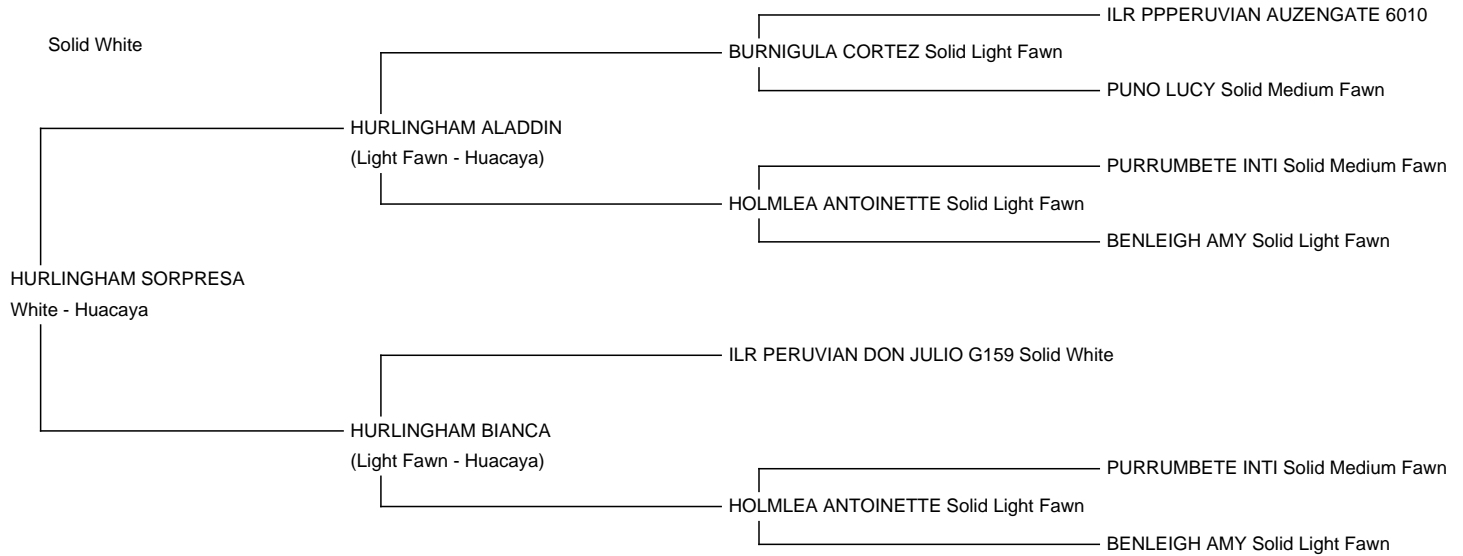 ILR PPPERUVIAN AUZENGATE 6010
Solid White
BURNIGULA CORTEZ Solid Light Fawn
PUNO LUCY Solid Medium Fawn
HURLINGHAM ALADDIN
(Light Fawn - Huacaya)
PURRUMBETE INTI Solid Medium Fawn
HOLMLEA ANTOINETTE Solid Light Fawn
BENLEIGH AMY Solid Light Fawn
HURLINGHAM SORPRESA
White - Huacaya
ILR PERUVIAN DON JULIO G159 Solid White
HURLINGHAM BIANCA
(Light Fawn - Huacaya)
PURRUMBETE INTI Solid Medium Fawn
HOLMLEA ANTOINETTE Solid Light Fawn
BENLEIGH AMY Solid Light Fawn